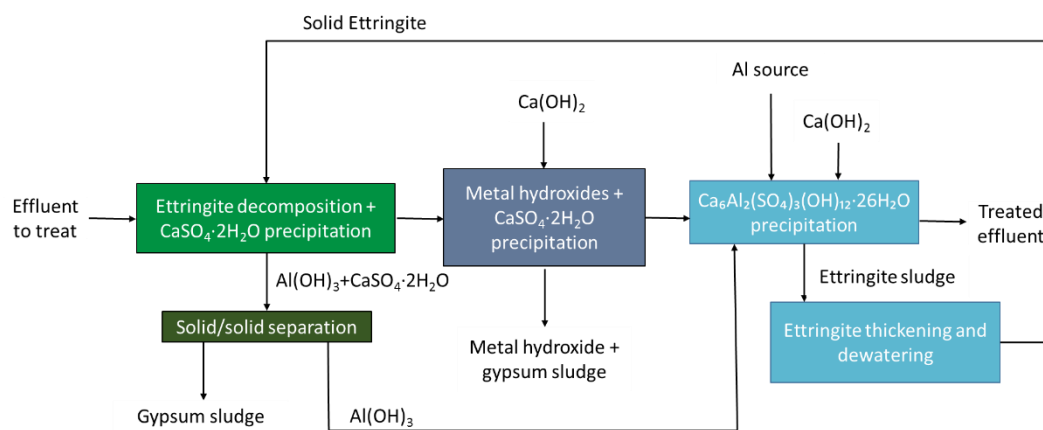 Solid Ettringite
Al source
Ca(OH)₂
Ca(OH)₂
Effluent
to treat
Ettringite decomposition +
CaSO₄·2H₂O precipitation
Metal hydroxides +
CaSO₄·2H₂O
precipitation
Ca₆Al₂(SO₄)₃(OH)₁₂·26H₂O
precipitation
Treated
effluent
Al(OH)₃+CaSO₄·2H₂O
Ettringite sludge
Solid/solid separation
Metal hydroxide +
gypsum sludge
Ettringite thickening and
dewatering
Gypsum sludge
Al(OH)₃